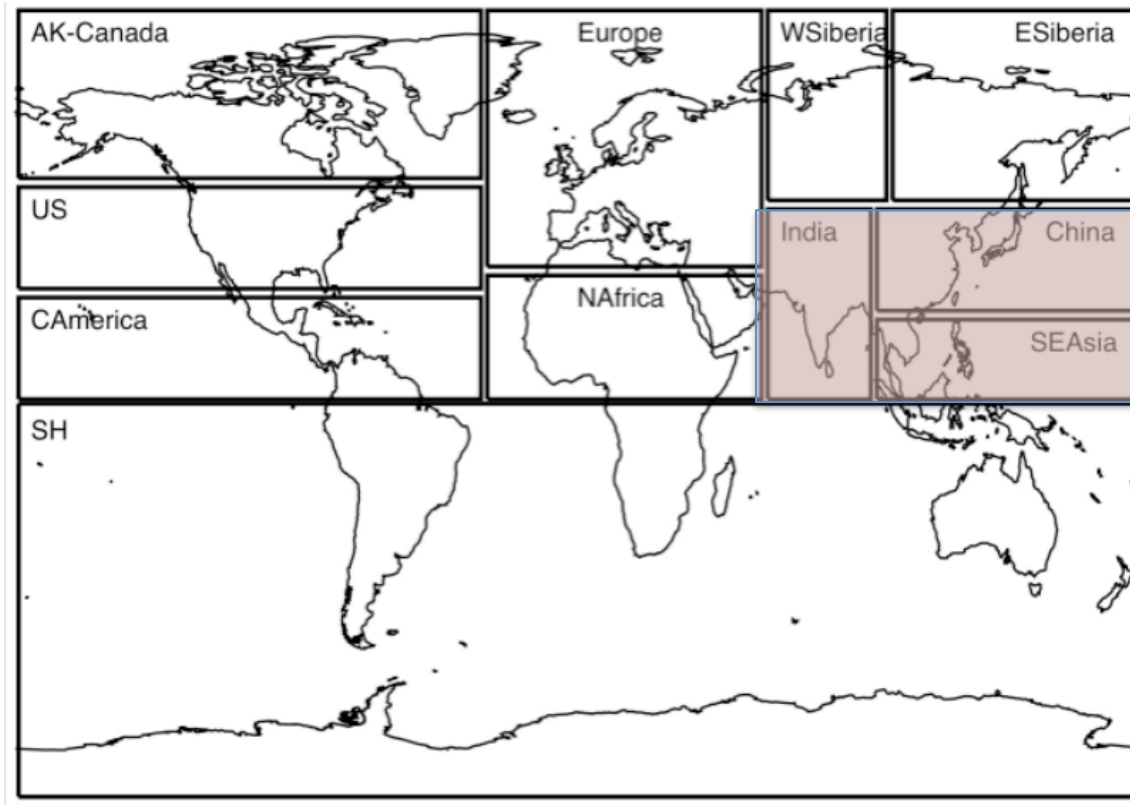 AK-Canada
Europe
WSiberia
ESiberia
US
India
China
CAmerica
NAfrica
SEAsia
SH